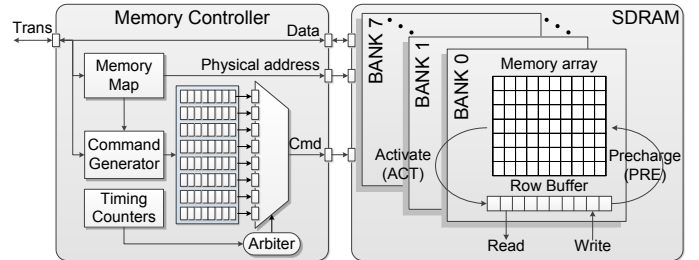 Memory Controller
SDRAM
Trans
Data
BANK 7
BANK 1
BANK 0
Memory
Map
Physical address
Memory array
Command
Generator
Cmd
Activate
(ACT)
Precharge
(PRE)
Timing
Counters
Row Buffer
Arbiter
Read
Write